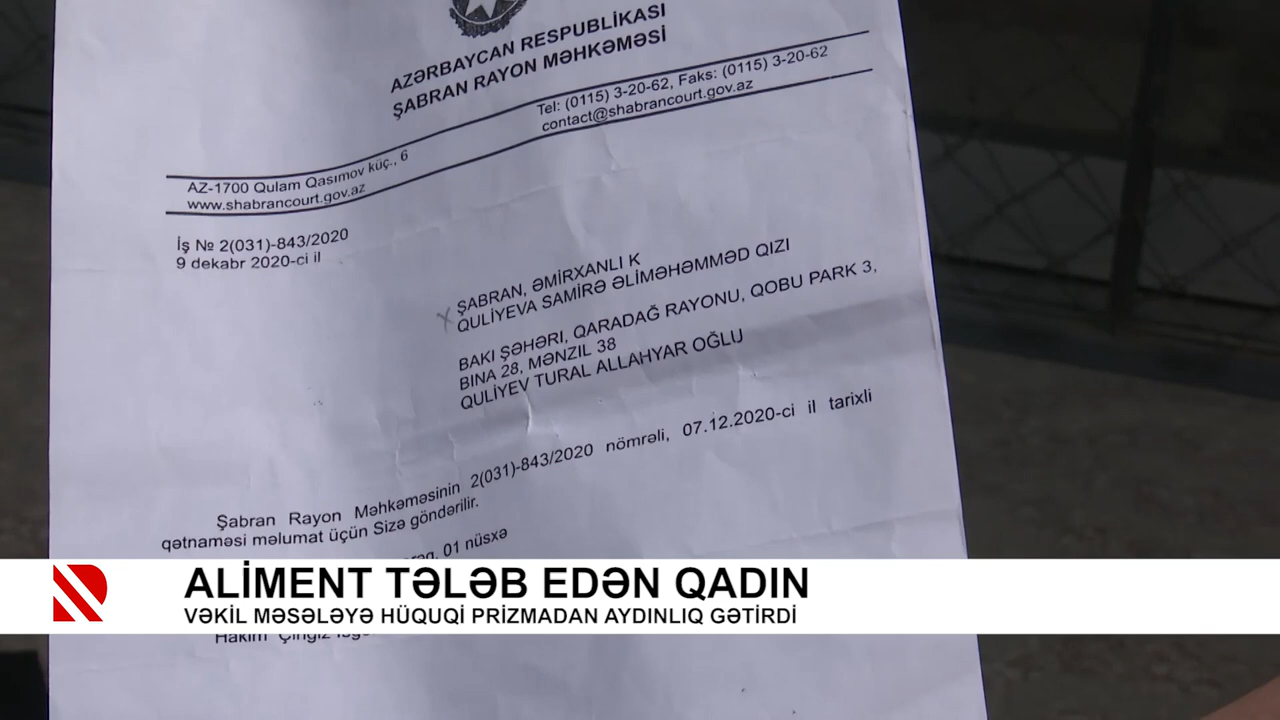 AZƏRBAYCAN RESPUBLİKASI
ŞABRAN RAYON MƏHKƏMƏSİ
Tel: (0115) 3-20-62, Faks: (0115) 3-20-62
contact@shabrancourt.gov.az
AZ-1700 Qulam Qasımov küç., 6
www.shabrancourt.gov.az
İş № 2(031)-843/2020
9 dekabr 2020-ci il
ŞABRAN, ƏMİRXANLI K
QULİYEVA SAMİRƏ ƏLİMƏHƏMMƏD QIZI
BAKI ŞƏHƏRI, QARADAĞ RAYONU, QOBU PARK 3,
BINA 28, MƏNZIL 38
QULİYEV TURAL ALLAHYAR OĞLU
Şabran Rayon Məhkəməsinin 2(031)-843/2020 nömrəli, 07.12.2020-ci il tarixli
qətnaməsi məlumat üçün Sizə göndərilir.
01 nüsxə
ALİMENT TƏLƏB EDƏN QADIN
VƏKİL MƏSƏLƏYƏ HÜQUQİ PRİZMADAN AYDINLIQ GƏTİRDİ
Hakim Çingiz